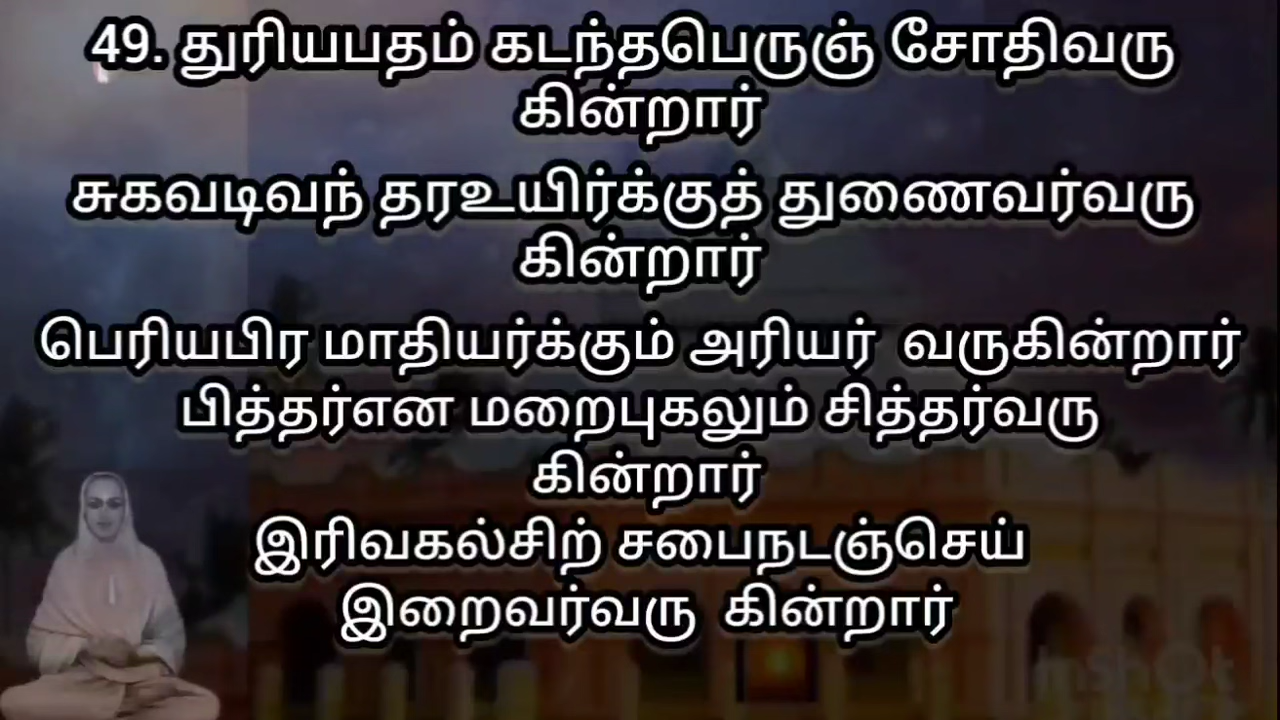 49. துரியபதம் கடந்தபெருஞ் சோதிவரு
கின்றார்
சுகவடிவந் தரஉயிர்க்குத் துணைவர்வரு
கின்றார்
பெரியபிர மாதியர்க்கும் அரியர் வருகின்றார்
பித்தர்என மறைபுகலும் சித்தர்வரு
கின்றார்
இரிவகல்சிற் சபைநடஞ்செய்
இறைவர்வரு கின்றார்
InShOt